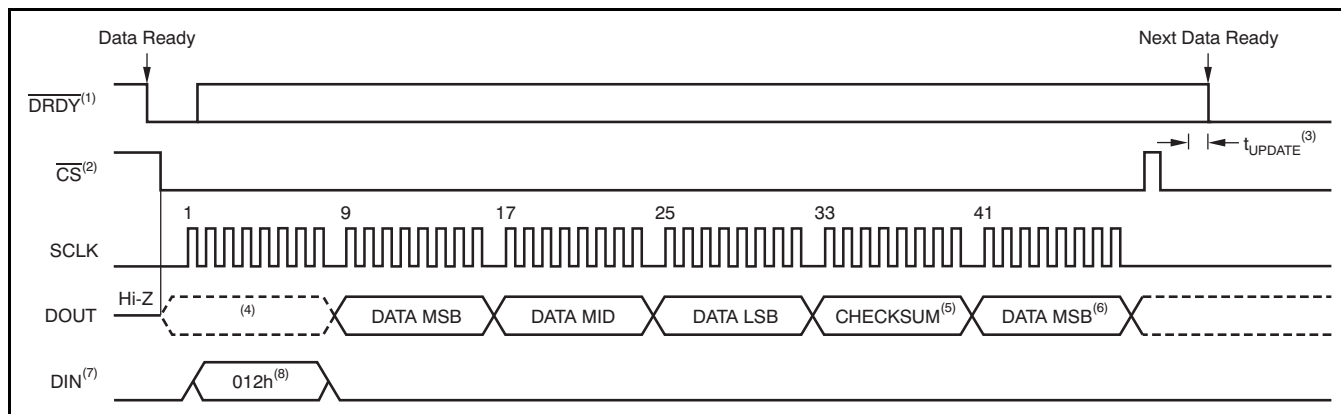 Data Ready
Next Data Ready
DRDY(1)
tUPDATE(3)
CS(2)
1 9 17 25 33 41
SCLK
Hi-Z
DOUT (4) DATA MSB DATA MID DATA LSB CHECKSUM(5) DATA MSB(6)
DIN(7) 012h(8)